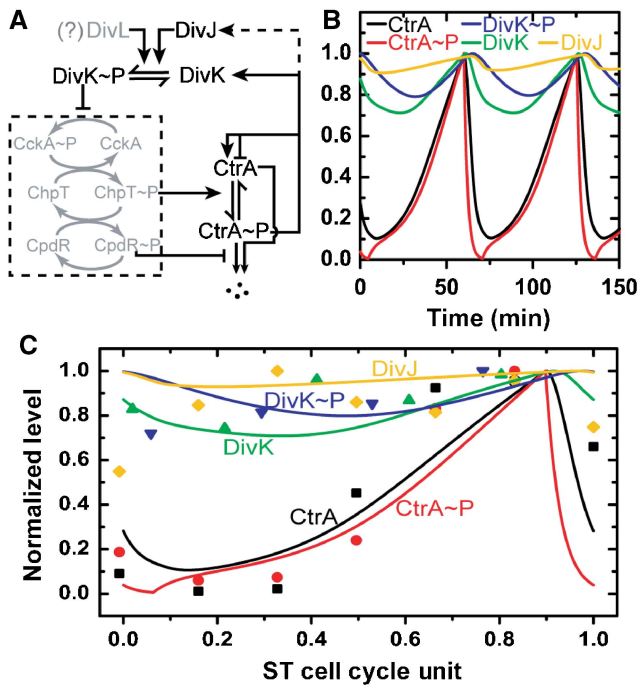 A
(?) DivL
DivJ
DivK~P
DivK
CckA~P
CckA
ChpT
ChpT~P
CpdR
CpdR~P
CtrA
CtrA~P
B
CtrA
DivK~P
CtrA~P
DivK
DivJ
1.0
0.8
0.6
0.4
0.2
0.0
0 50 100 150
Time (min)
C
Normalized level
1.0
0.8
0.6
0.4
0.2
0.0
DivJ
DivK~P
DivK
CtrA
CtrA~P
0.0 0.2 0.4 0.6 0.8 1.0
ST cell cycle unit